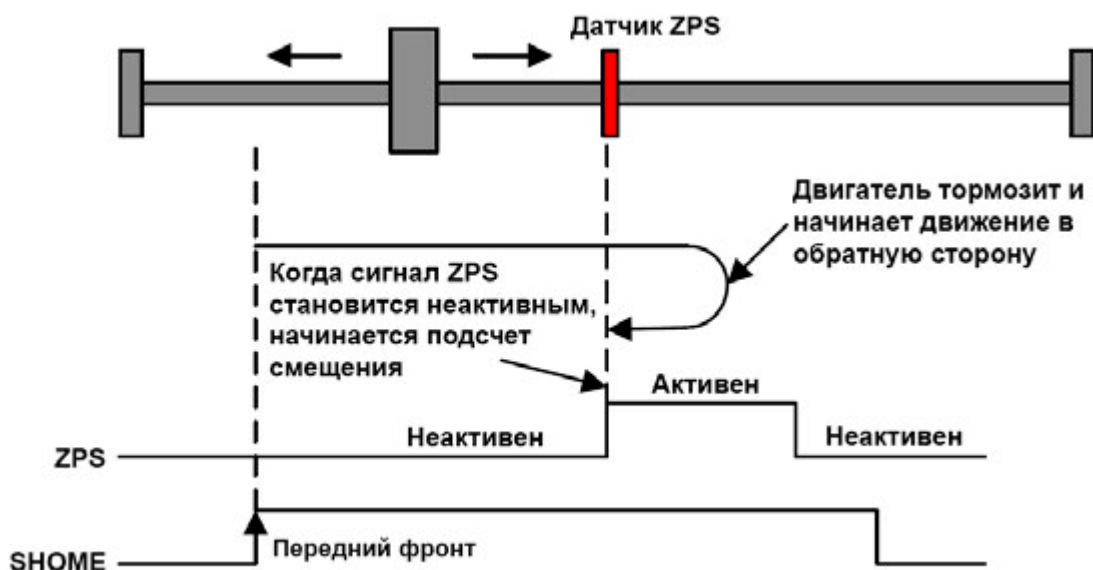 Датчик ZPS
Двигатель тормозит и
начинает движение в
обратную сторону
Когда сигнал ZPS
становится неактивным,
начинается подсчет
смещения
Активен
Неактивен
Неактивен
ZPS
Передний фронт
SHOME